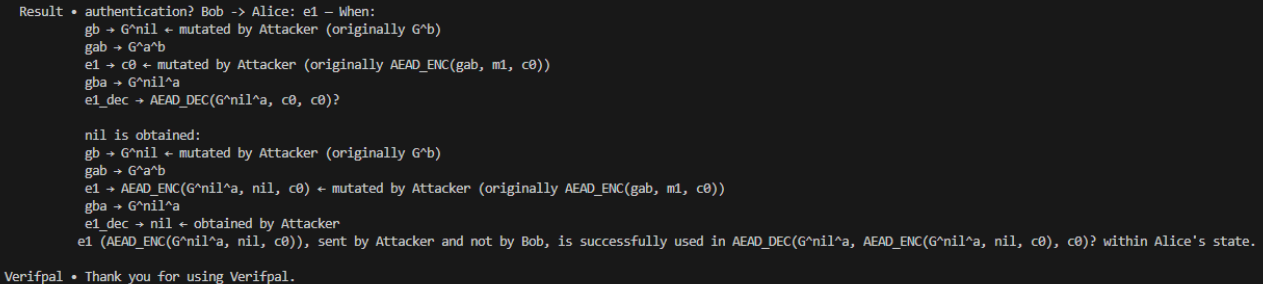 Result • authentication? Bob -> Alice: e1 — When:
gb → G^nil ← mutated by Attacker (originally G^b)
gab → G^a^b
e1 → c0 ← mutated by Attacker (originally AEAD_ENC(gab, m1, c0))
gba → G^nil^a
e1_dec → AEAD_DEC(G^nil^a, c0, c0)?
nil is obtained:
gb → G^nil ← mutated by Attacker (originally G^b)
gab → G^a^b
e1 → AEAD_ENC(G^nil^a, nil, c0) ← mutated by Attacker (originally AEAD_ENC(gab, m1, c0))
gba → G^nil^a
e1_dec → nil ← obtained by Attacker
e1 (AEAD_ENC(G^nil^a, nil, c0)), sent by Attacker and not by Bob, is successfully used in AEAD_DEC(G^nil^a, AEAD_ENC(G^nil^a, nil, c0), c0)? within Alice's state.
Verifpal • Thank you for using Verifpal.